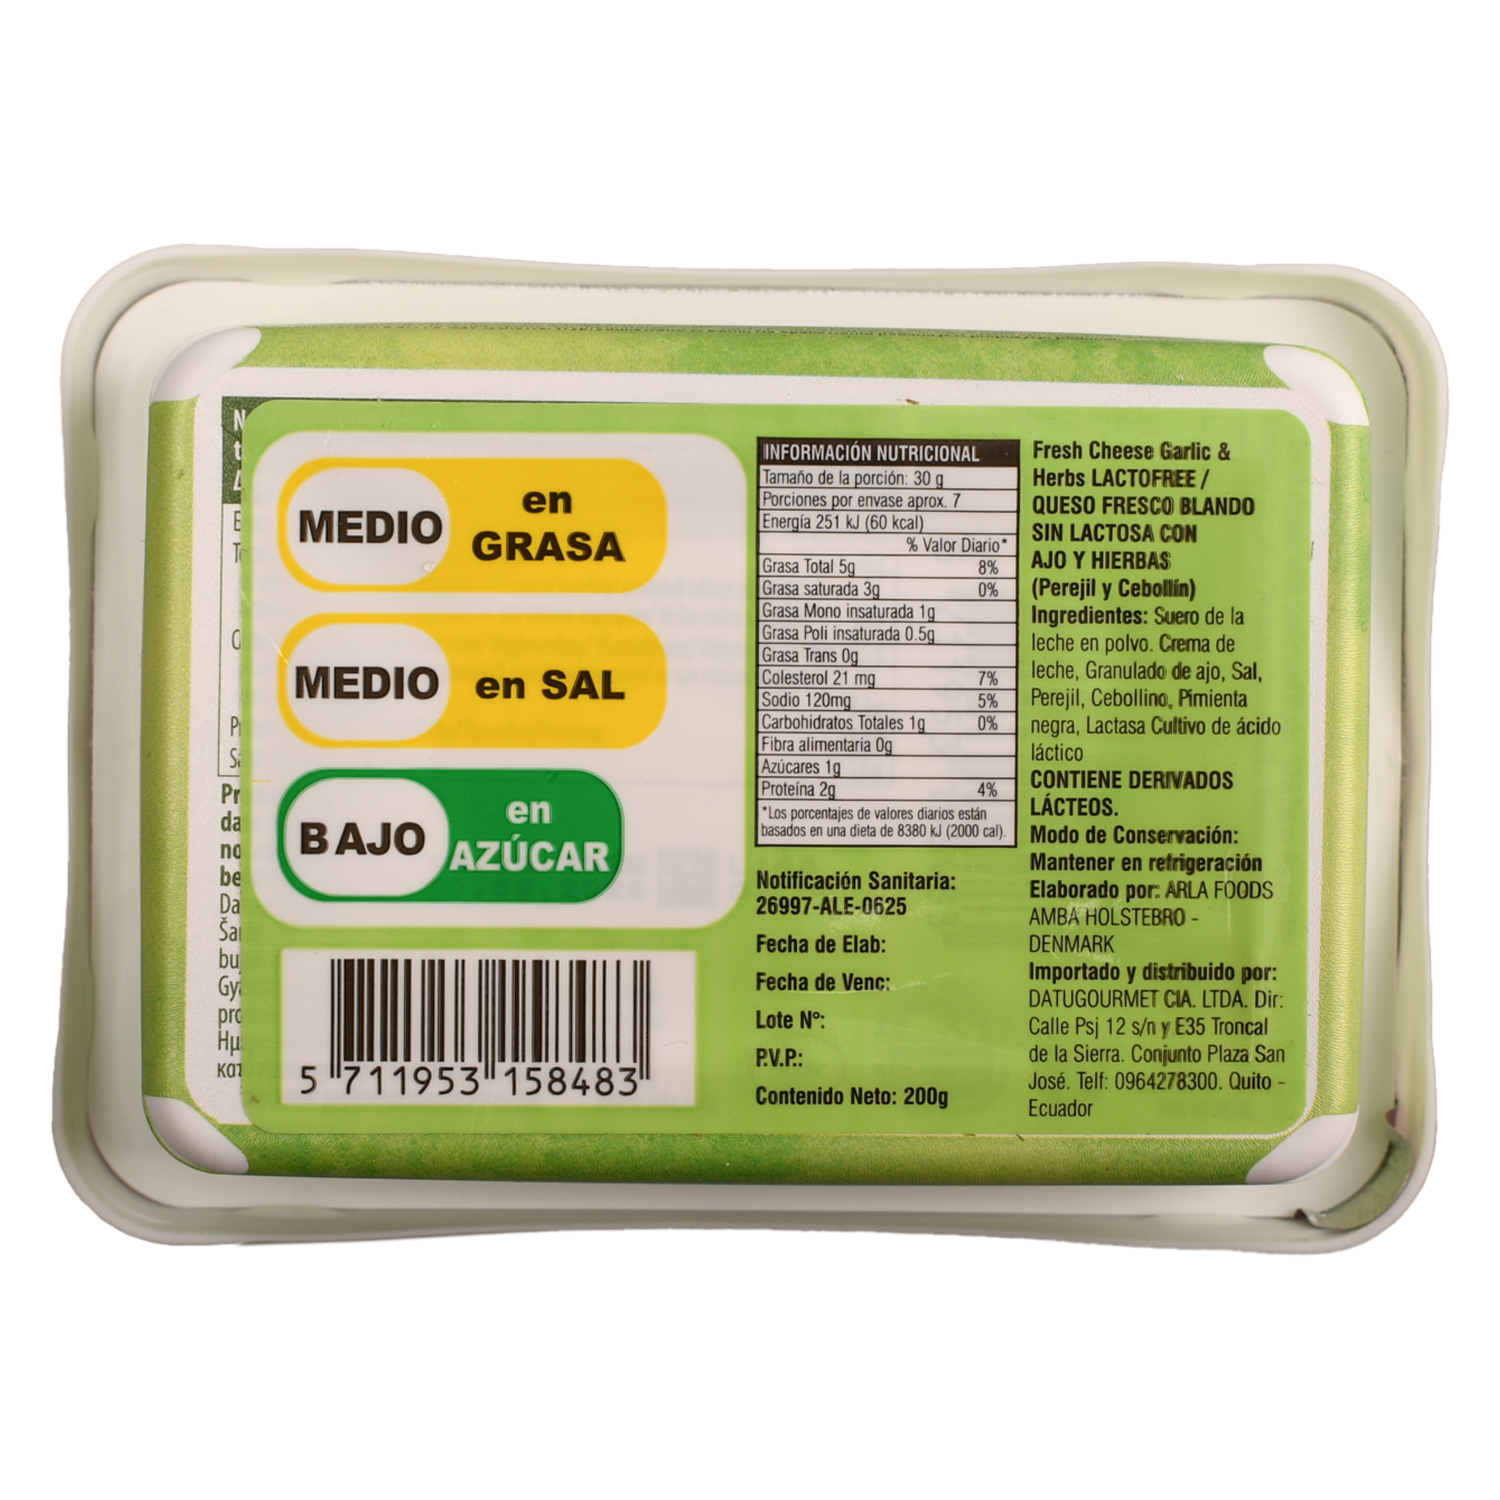 MEDIO
en
GRASA
MEDIO
en SAL
BAJO
en
AZÚCAR
5 711953 158483
INFORMACIÓN NUTRICIONAL
Tamaño de la porción: 30 g
Porciones por envase aprox. 7
Energía 251 kJ (60 kcal)
% Valor Diario*
Grasa Total 5g 8%
Grasa saturada 3g 0%
Grasa Mono insaturada 1g
Grasa Poli insaturada 0.5g
Grasa Trans 0g
Colesterol 21 mg 7%
Sodio 120mg 5%
Carbohidratos Totales 1g 0%
Fibra alimentaria 0g
Azúcares 1g
Proteína 2g 4%
*Los porcentajes de valores diarios están
basados en una dieta de 8380 kJ (2000 cal).
Notificación Sanitaria:
26997-ALE-0625
Fecha de Elab:
Fecha de Venc:
Lote N°:
P.V.P.:
Contenido Neto: 200g
Fresh Cheese Garlic &
Herbs LACTOFREE /
QUESO FRESCO BLANDO
SIN LACTOSA CON
AJO Y HIERBAS
(Perejil y Cebollín)
Ingredientes: Suero de la
leche en polvo. Crema de
leche, Granulado de ajo, Sal,
Perejil, Cebollino, Pimienta
negra, Lactasa Cultivo de ácido
láctico
CONTIENE DERIVADOS
LÁCTEOS.
Modo de Conservación:
Mantener en refrigeración
Elaborado por: ARLA FOODS
AMBA HOLSTEBRO -
DENMARK
Importado y distribuido por:
DATUGOURMET CIA. LTDA. Dir:
Calle Psj 12 s/n y E35 Troncal
de la Sierra. Conjunto Plaza San
José. Telf: 0964278300. Quito -
Ecuador